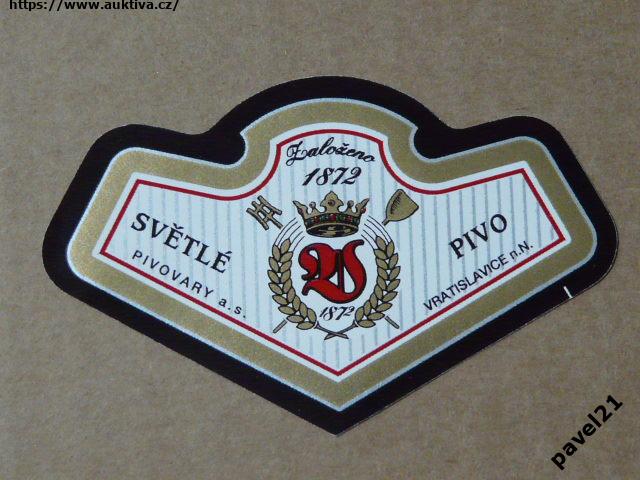 https://www.auktiva.cz/
Založeno
1872
SVĚTLÉ
PIVO
PIVOVARY a.s.
VRATISLAVICE n.N.
V
1872
pavel21